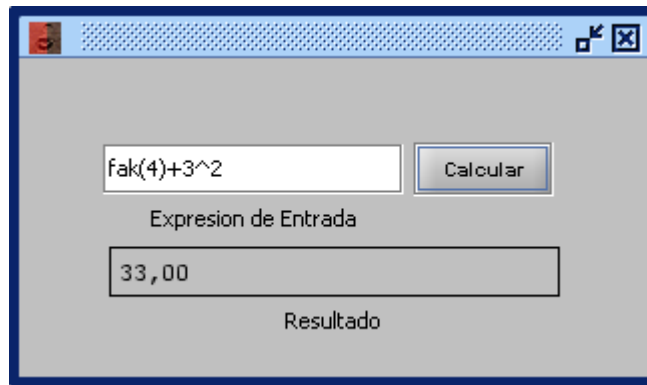 fak(4)+3^2
Calcular
Expresion de Entrada
33,00
Resultado